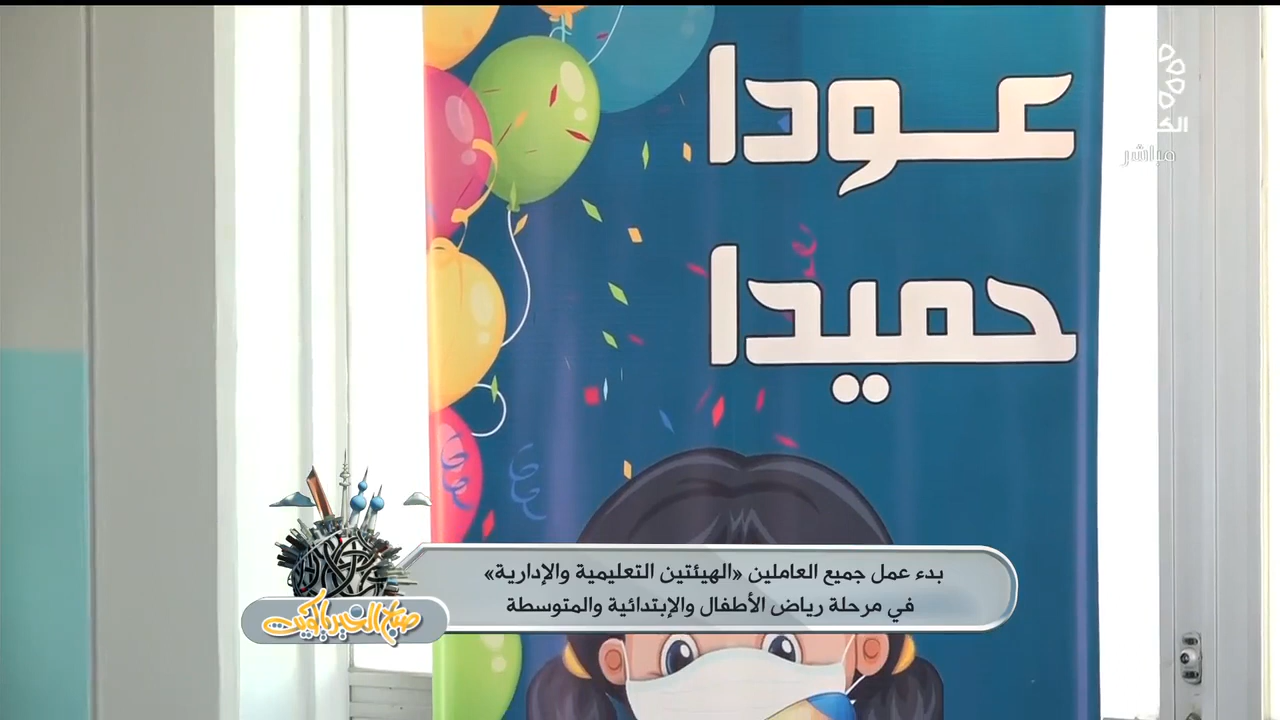 عودا
حميدا
مباشر
بدء عمل جميع العاملين «الهيئتين التعليمية والإدارية»
في مرحلة رياض الأطفال والإبتدائية والمتوسطة
صباح الخير يا كويت